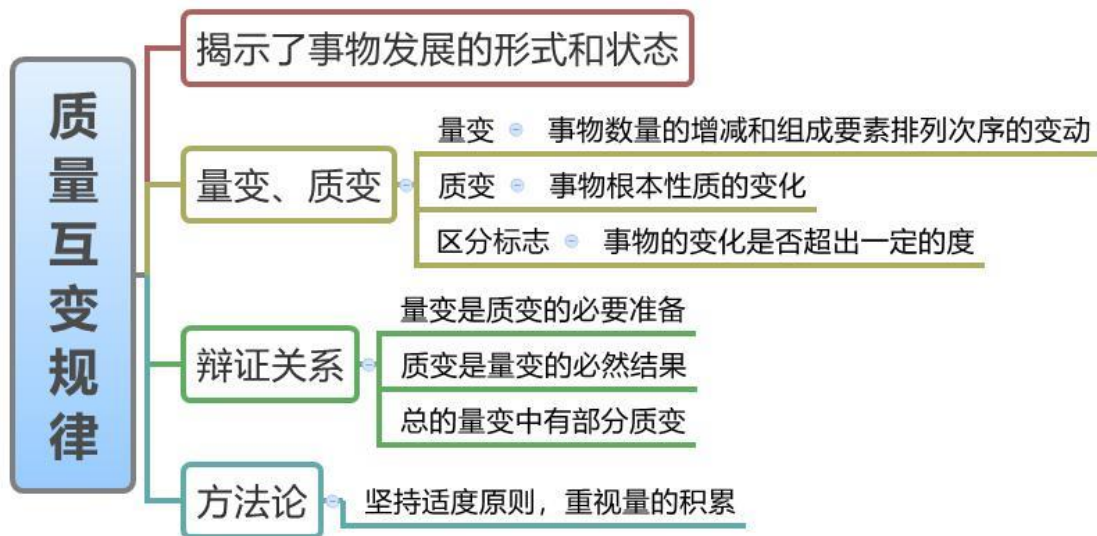 质量互变规律
揭示了事物发展的形式和状态
量变、质变
量变 事物数量的增减和组成要素排列次序的变动
质变 事物根本性质的变化
区分标志 事物的变化是否超出一定的度
辩证关系
量变是质变的必要准备
质变是量变的必然结果
总的量变中有部分质变
方法论
坚持适度原则，重视量的积累